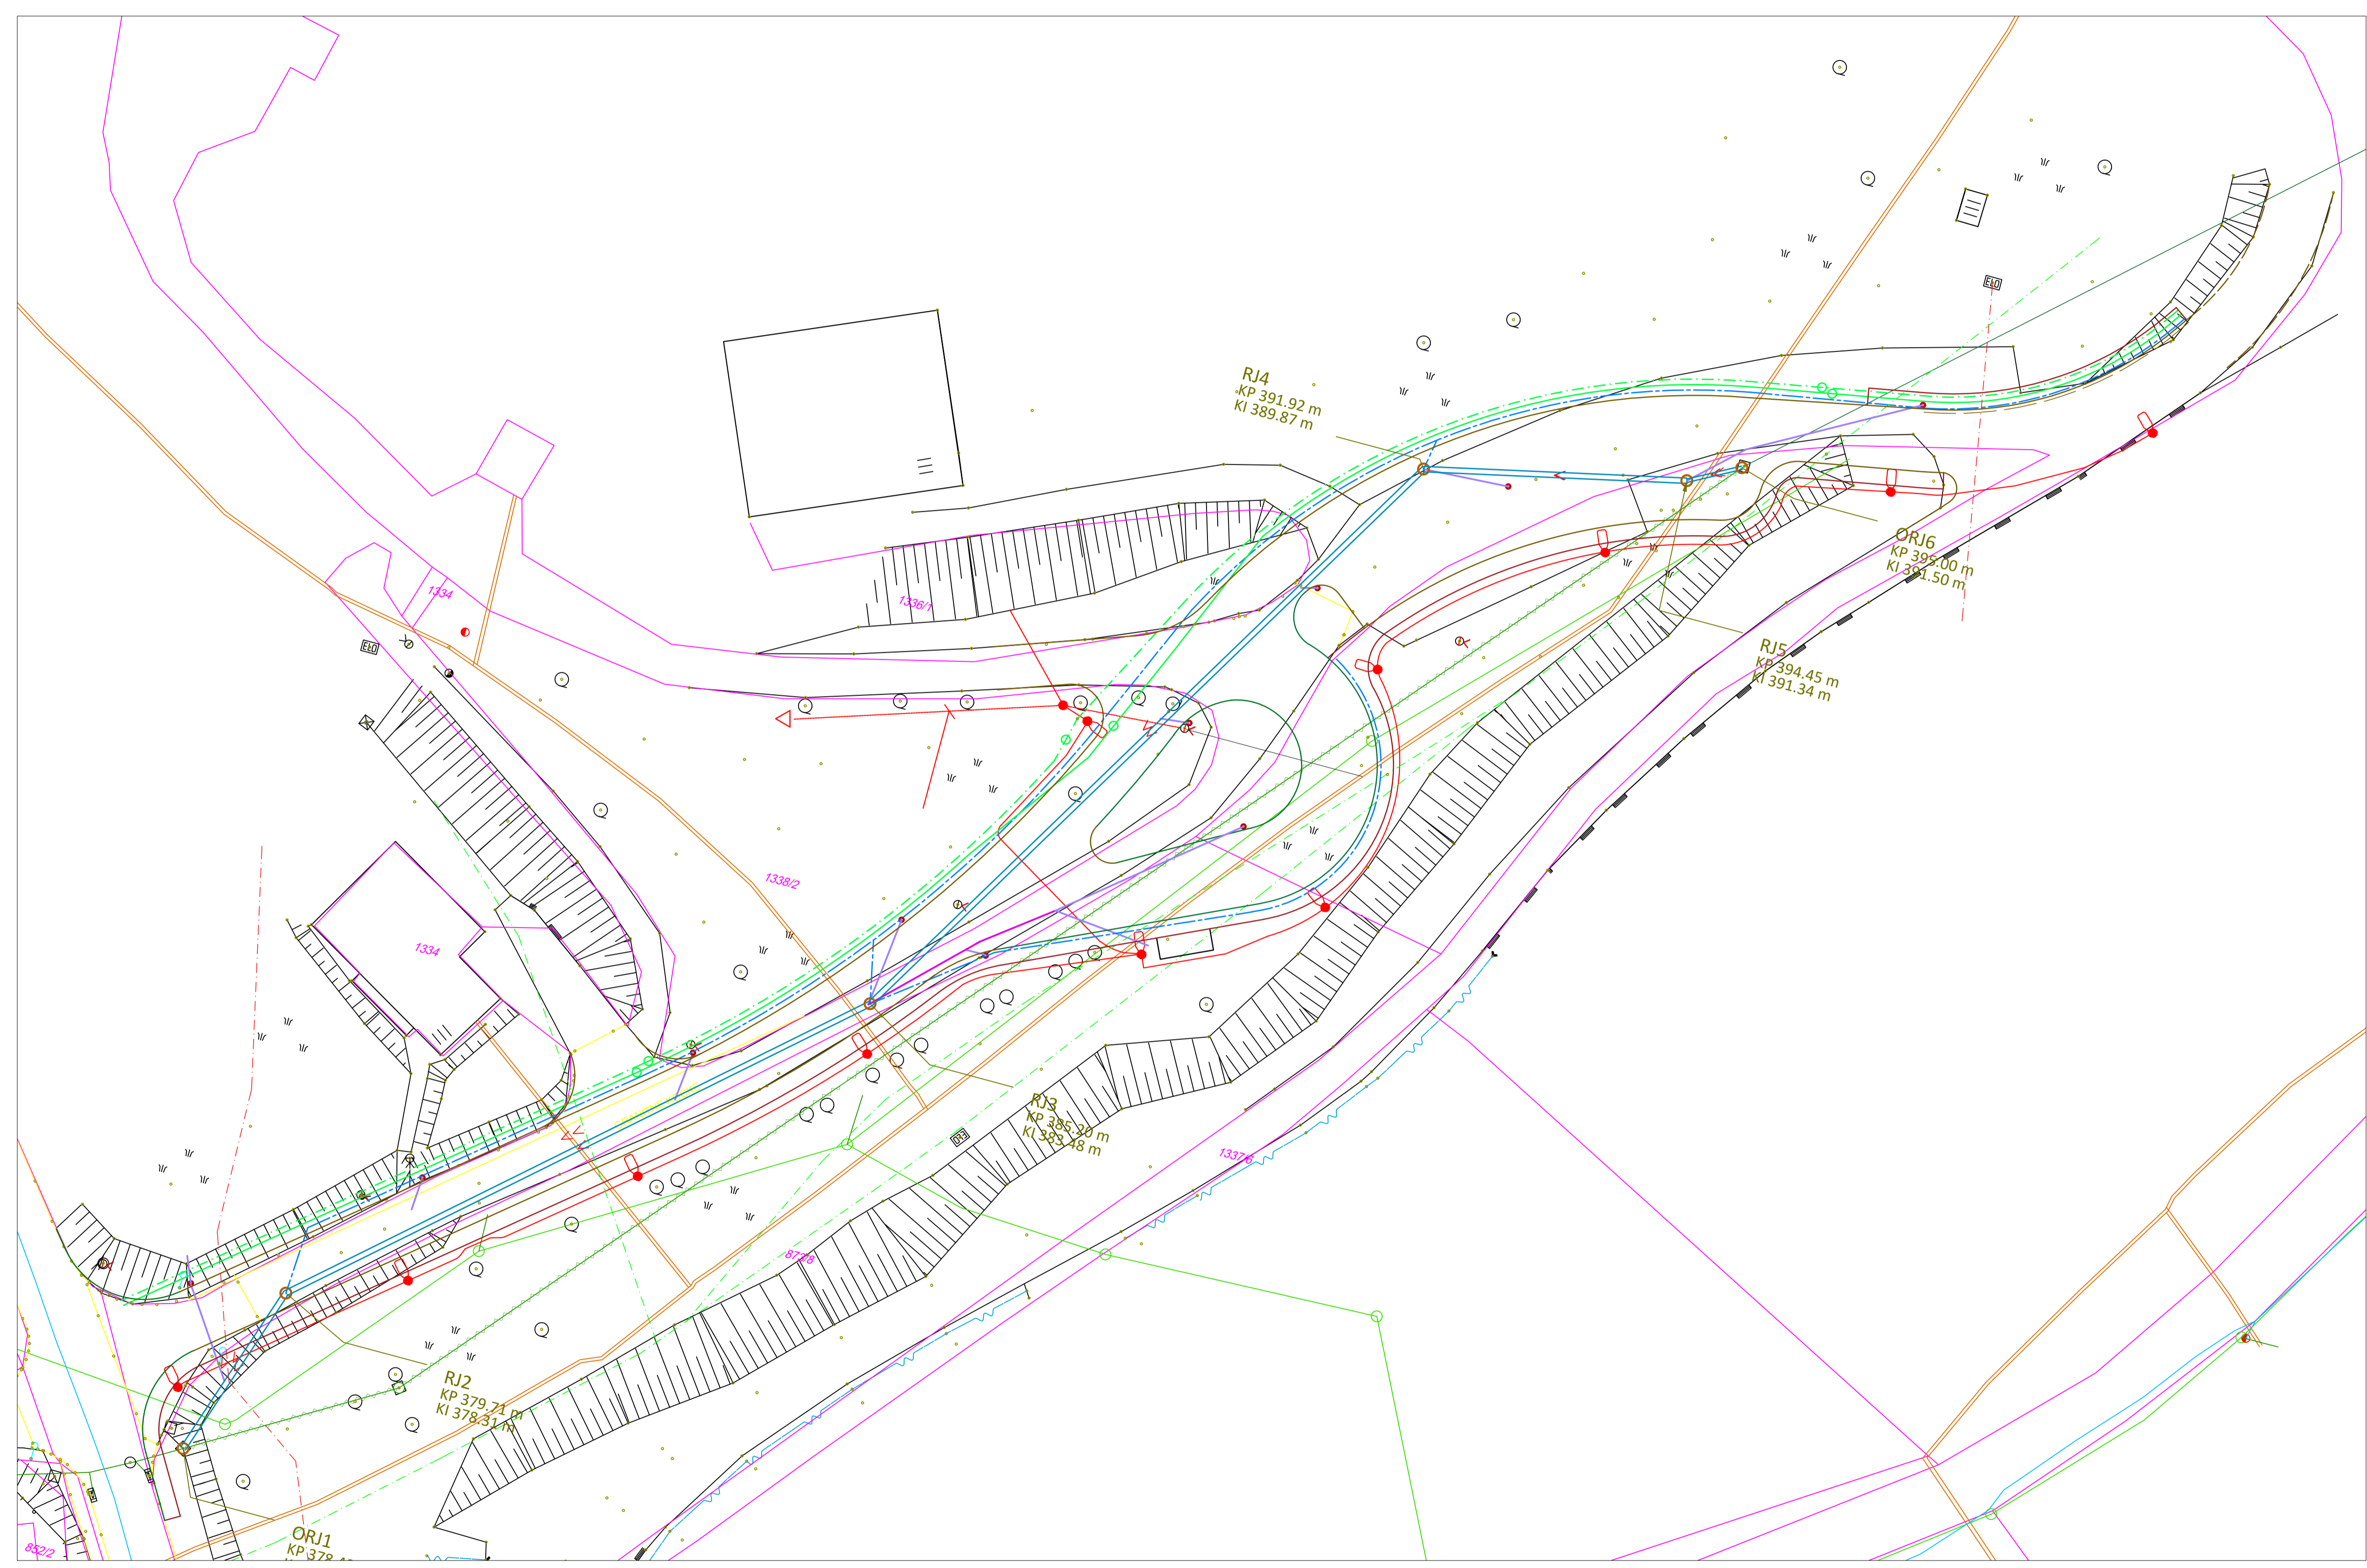 RJ4
KP 391.92 m
KI 389.87 m
ORJ6
KP 395.00 m
KI 391.50 m
1334
1336/1
RJ5
KP 394.45 m
KI 391.34 m
1338/2
1334
RJ3
KP 385.20 m
KI 383.48 m
1337/6
873/8
RJ2
KP 379.71 m
KI 378.31 m
ORJ1
852/2